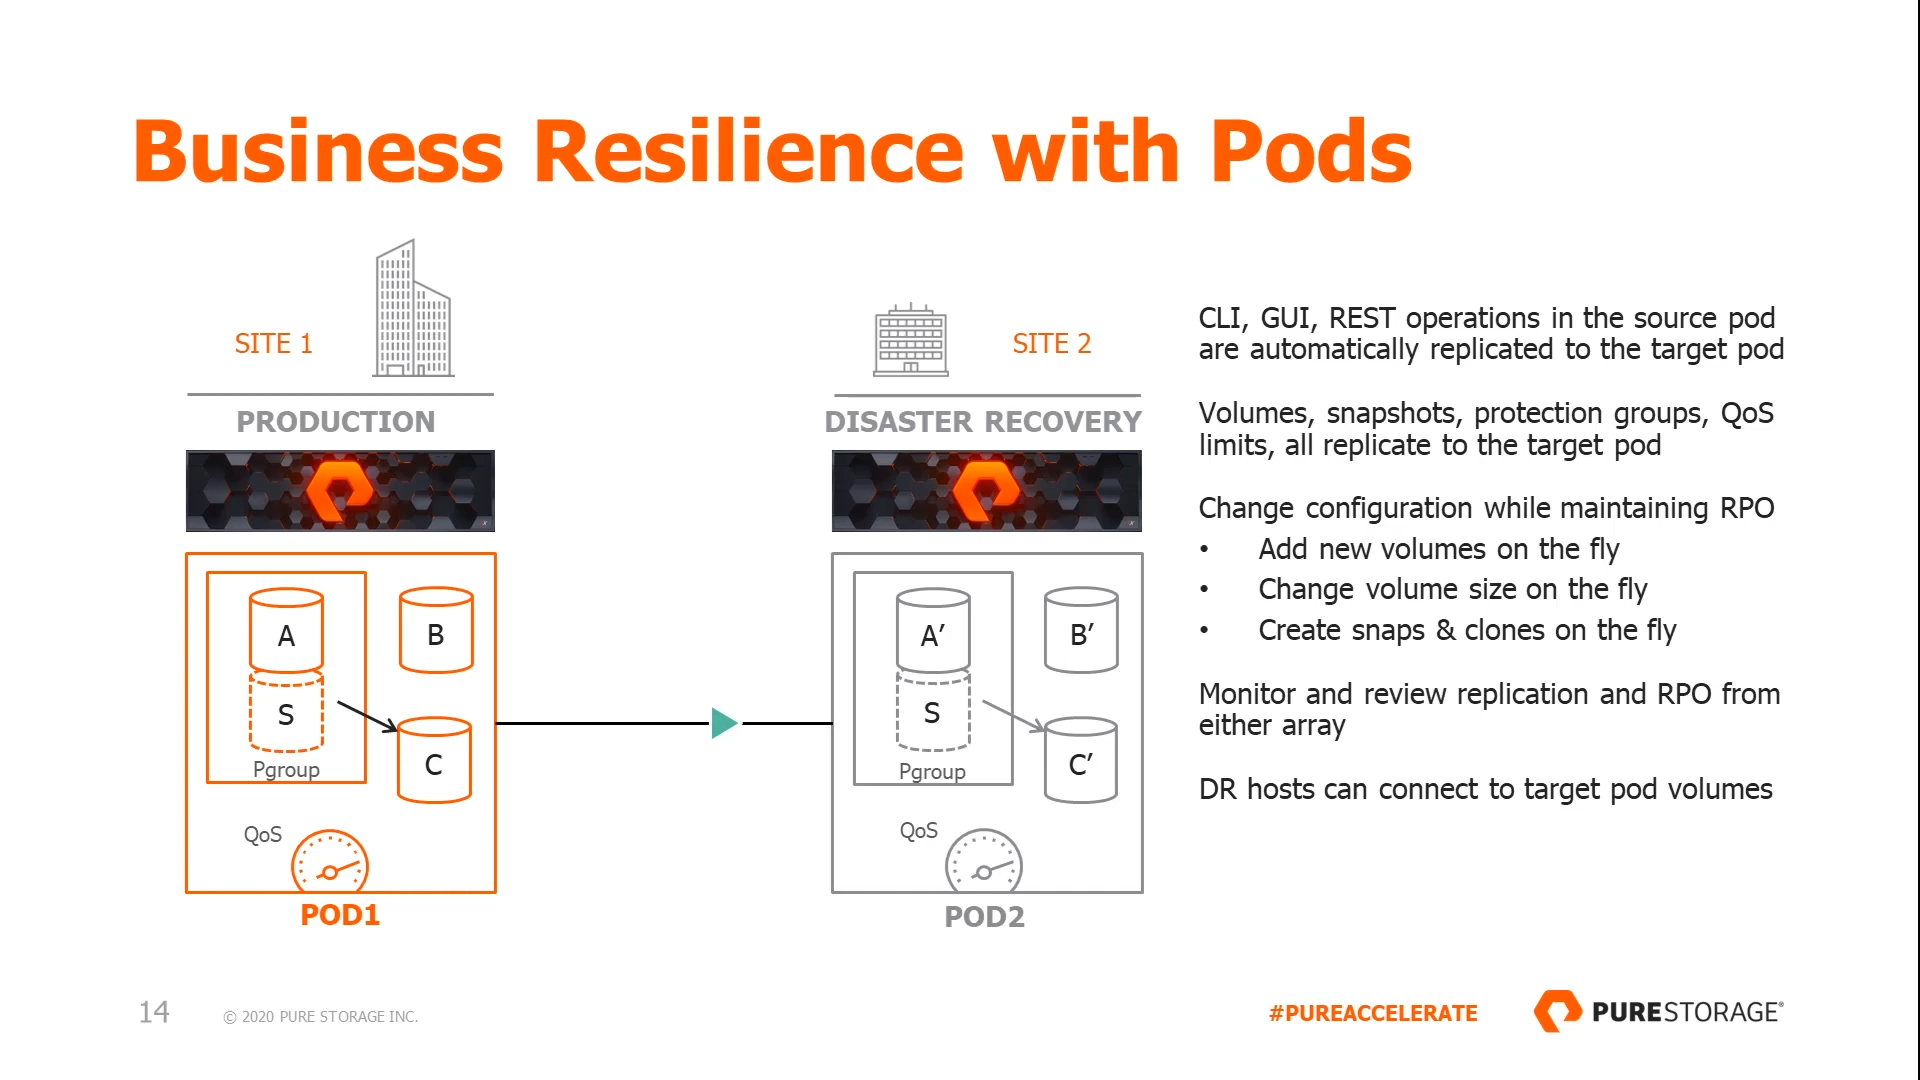 Business Resilience with Pods
SITE 1
PRODUCTION
A
B
S
C
Pgroup
QoS
POD1
SITE 2
DISASTER RECOVERY
A’
B’
S
C’
Pgroup
QoS
POD2
CLI, GUI, REST operations in the source pod
are automatically replicated to the target pod
Volumes, snapshots, protection groups, QoS
limits, all replicate to the target pod
Change configuration while maintaining RPO
• Add new volumes on the fly
• Change volume size on the fly
• Create snaps & clones on the fly
Monitor and review replication and RPO from
either array
DR hosts can connect to target pod volumes
14
© 2020 PURE STORAGE INC.
#PUREACCELERATE
PURESTORAGE®